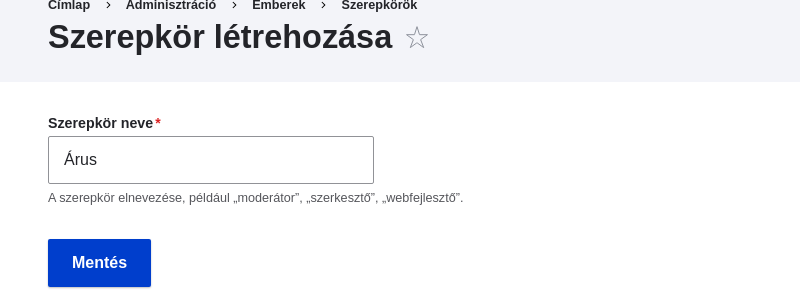 Címlap › Adminisztráció › Emberek › Szerepkörök
Szerepkör létrehozása ☆
Szerepkör neve*
Árus
A szerepkör elnevezése, például „moderátor”, „szerkesztő”, „webfejlesztő”.
Mentés